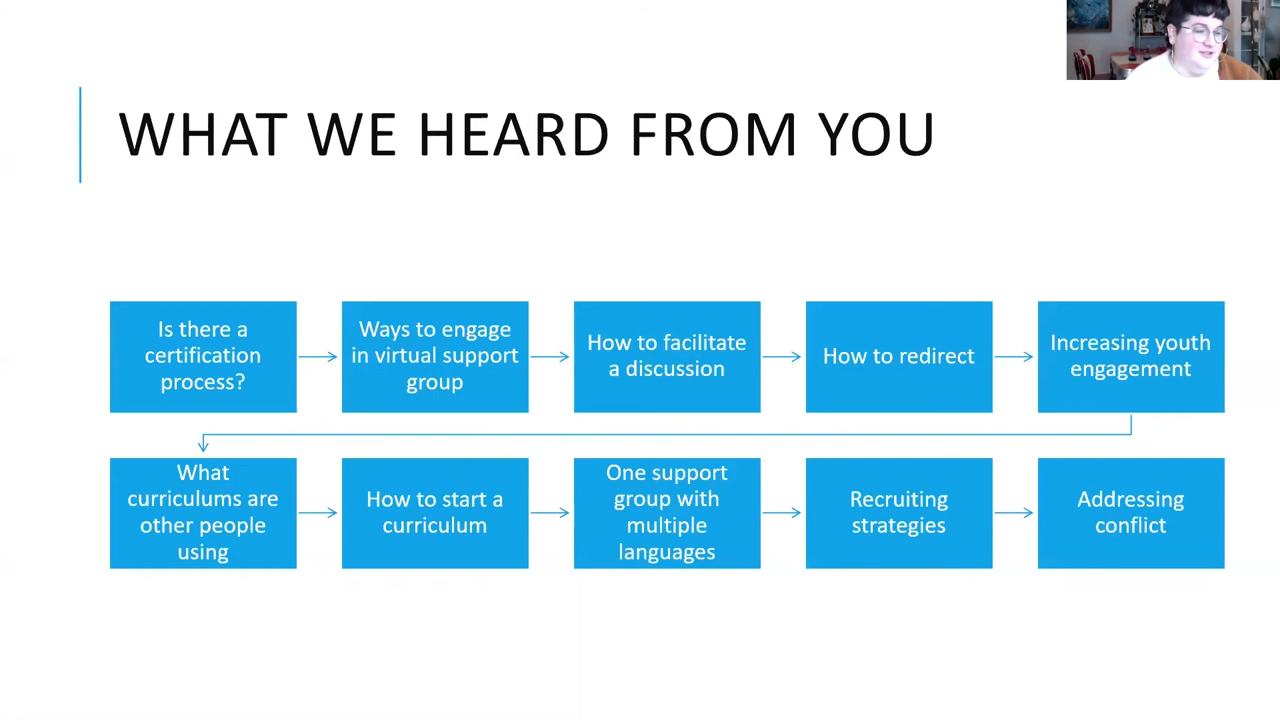 WHAT WE HEARD FROM YOU
Is there a
certification
process?
Ways to engage
in virtual support
group
How to facilitate
a discussion
How to redirect
Increasing youth
engagement
What
curriculums are
other people
using
How to start a
curriculum
One support
group with
multiple
languages
Recruiting
strategies
Addressing
conflict